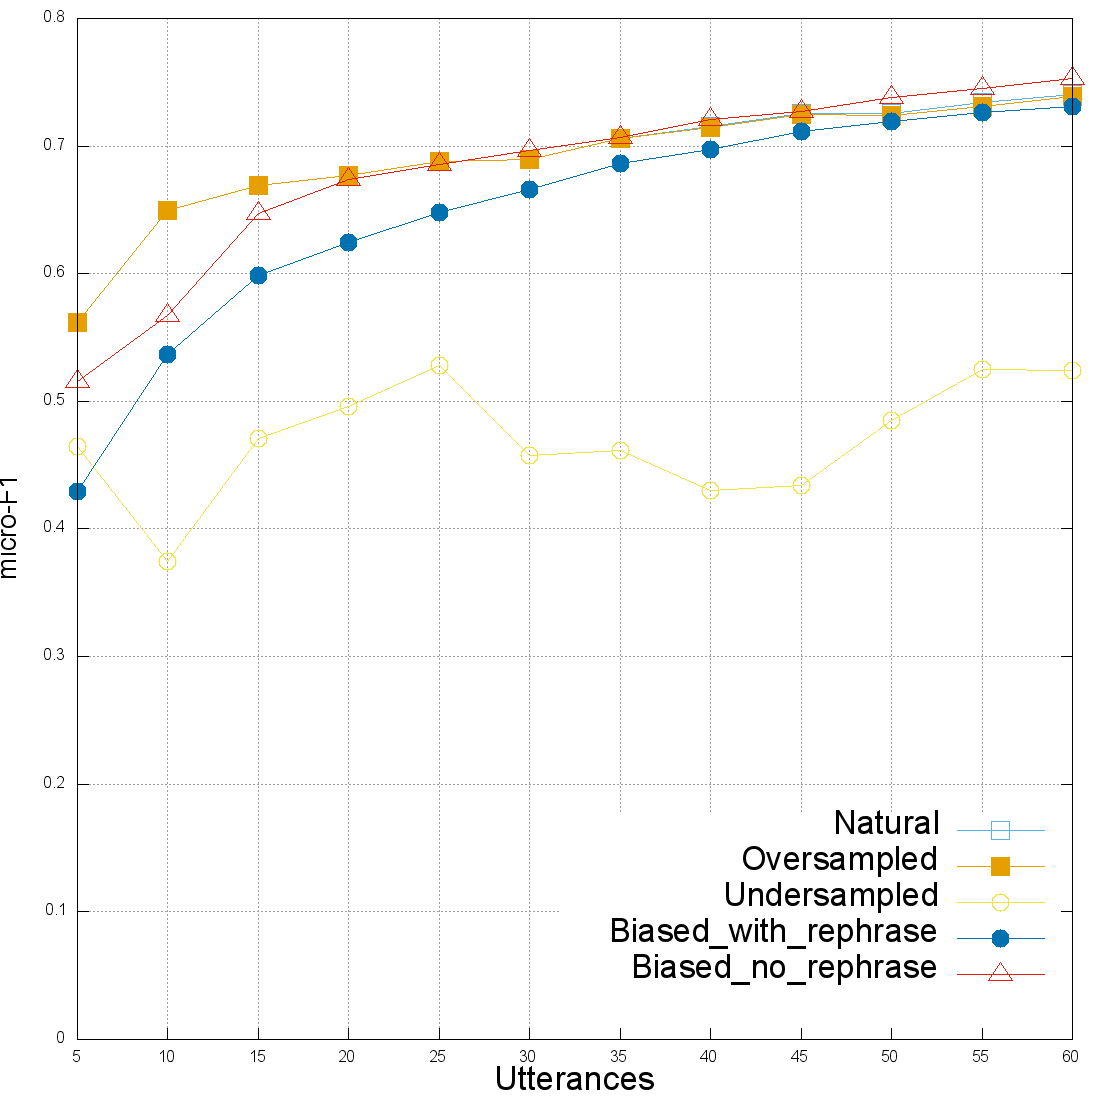 0.8
0.7
0.6
0.5
0.4
0.3
0.2
0.1
0
micro-F1
Natural
Oversampled
Undersampled
Biased_with_rephrase
Biased_no_rephrase
5 10 15 20 25 30 35 40 45 50 55 60
Utterances